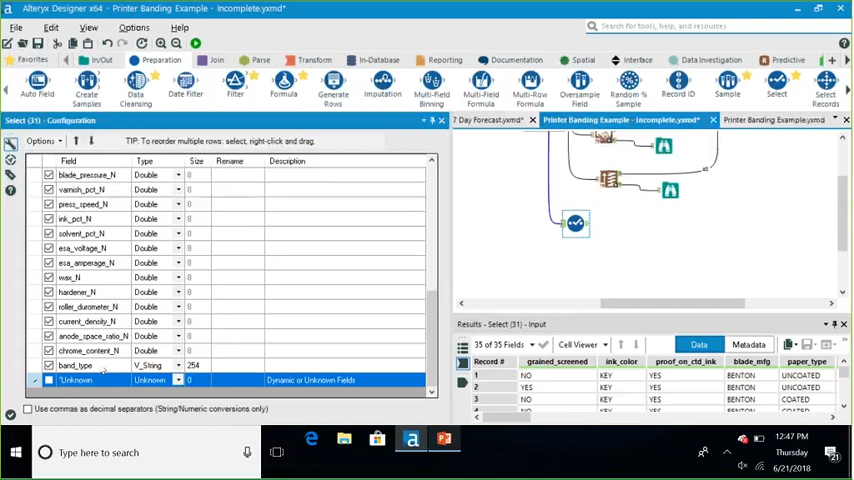 Alteryx Designer x64 - Printer Banding Example - Incomplete.yxmd*
File Edit View Options Help
Search for tools, help, and resources
Favorites In/Out Preparation Join Parse Transform In-Database Reporting Documentation Spatial Interface Data Investigation Predictive
Auto Field Create Samples Data Cleansing Date Filter Filter Formula Generate Rows Imputation Multi-Field Binning Multi-Field Formula Multi-Row Formula Oversample Field Random % Sample Record ID Sample Select Select Records
Select (31) - Configuration
7 Day Forecast.yxmd* Printer Banding Example - Incomplete.yxmd* Printer Banding Example.yxmd
Options TIP: To reorder multiple rows: select, right-click and drag.
Field Type Size Rename Description
blade_pressure_N Double 8
varnish_pct_N Double 8
press_speed_N Double 8
ink_pct_N Double 8
solvent_pct_N Double 8
esa_voltage_N Double 8
esa_amperage_N Double 8
wax_N Double 8
hardener_N Double 8
roller_durometer_N Double 8
current_density_N Double 8
anode_space_ratio_N Double 8
chrome_content_N Double 8
band_type V_String 254
*Unknown Unknown 0 Dynamic or Unknown Fields
Use commas as decimal separators (String/Numeric conversions only)
Results - Select (31) - Input
35 of 35 Fields Cell Viewer Data Metadata
Record # grained_screened ink_color proof_on_ctd_ink blade_mfg paper_type
1 NO KEY YES BENTON UNCOATED
2 YES KEY YES BENTON UNCOATED
3 NO KEY YES BENTON COATED
Type here to search
12:47 PM
Thursday
6/21/2018
21